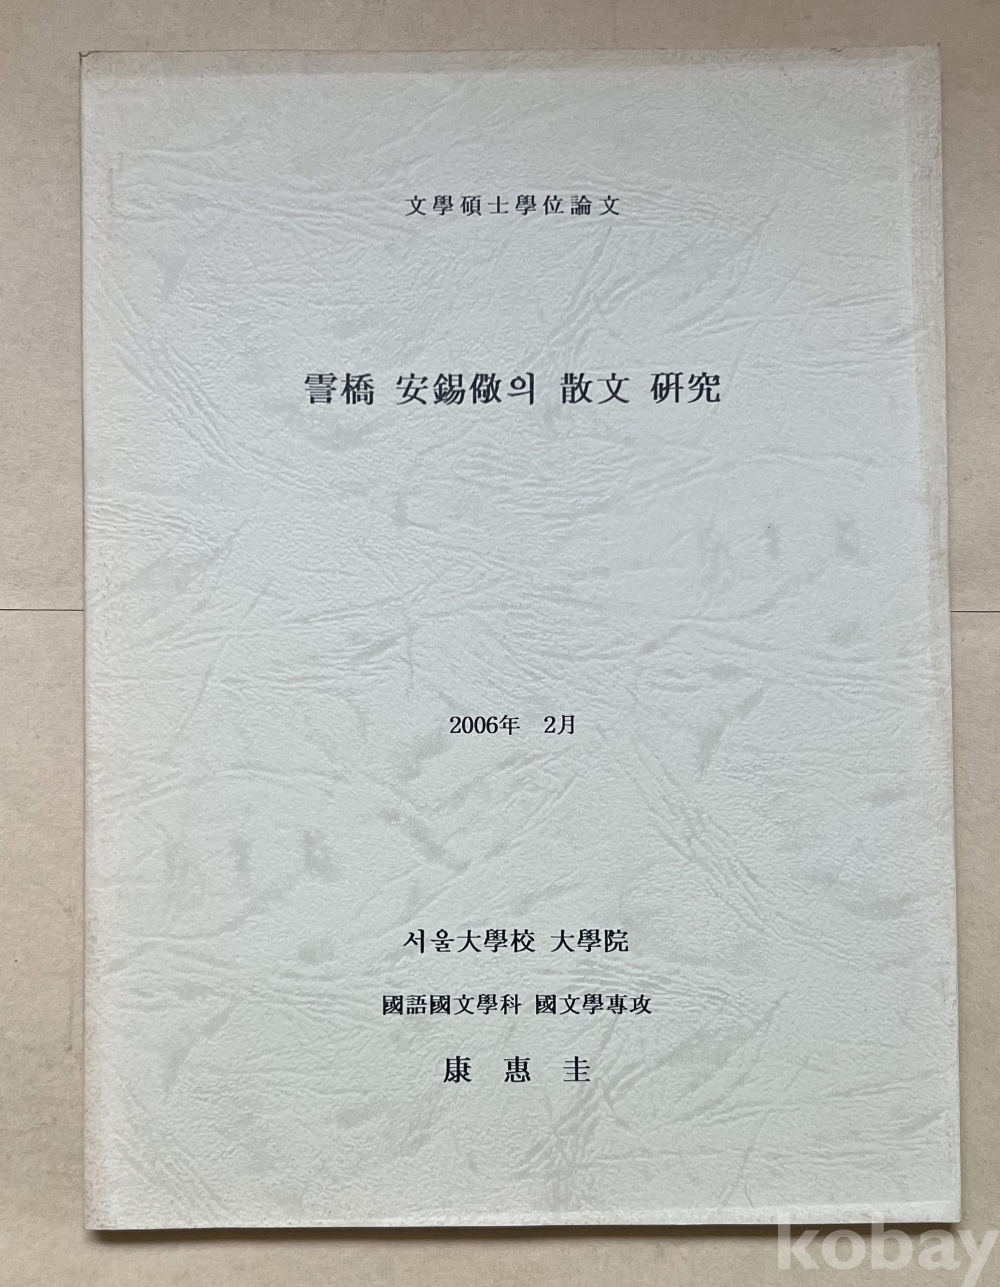 文學碩士學位論文
霅橋 安錫儆의 散文 硏究
2006年 2月
서울大學校 大學院
國語國文學科 國文學專攻
康 惠 圭
kobay